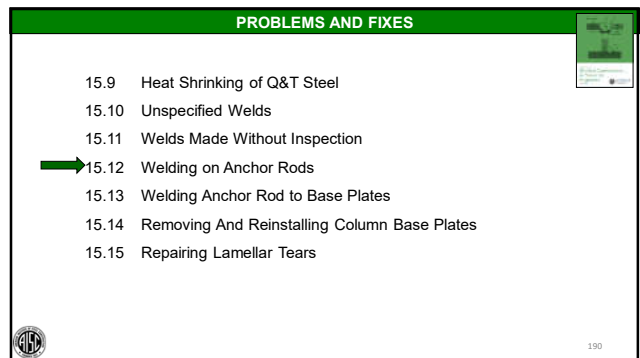 PROBLEMS AND FIXES
15.9 Heat Shrinking of Q&T Steel
15.10 Unspecified Welds
15.11 Welds Made Without Inspection
15.12 Welding on Anchor Rods
15.13 Welding Anchor Rod to Base Plates
15.14 Removing And Reinstalling Column Base Plates
15.15 Repairing Lamellar Tears
AISC
190